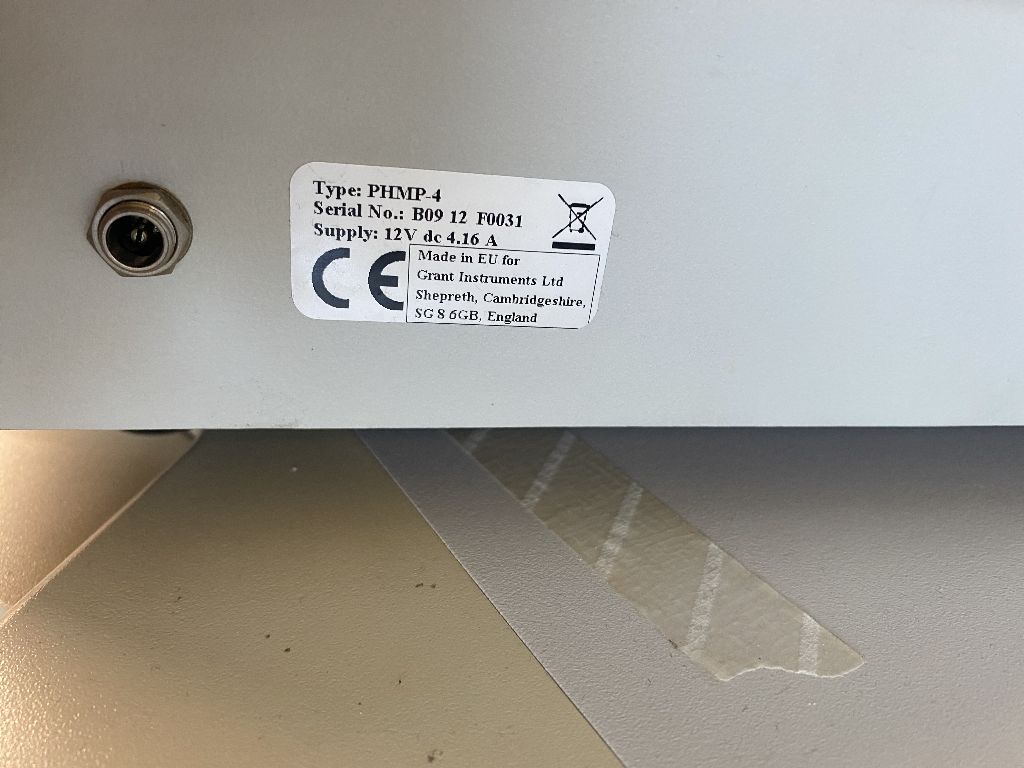 Type: PHMP-4
Serial No.: B09 12 F0031
Supply: 12V dc 4.16 A
CE
Made in EU for
Grant Instruments Ltd
Shepreth, Cambridgeshire,
SG 8 6GB, England